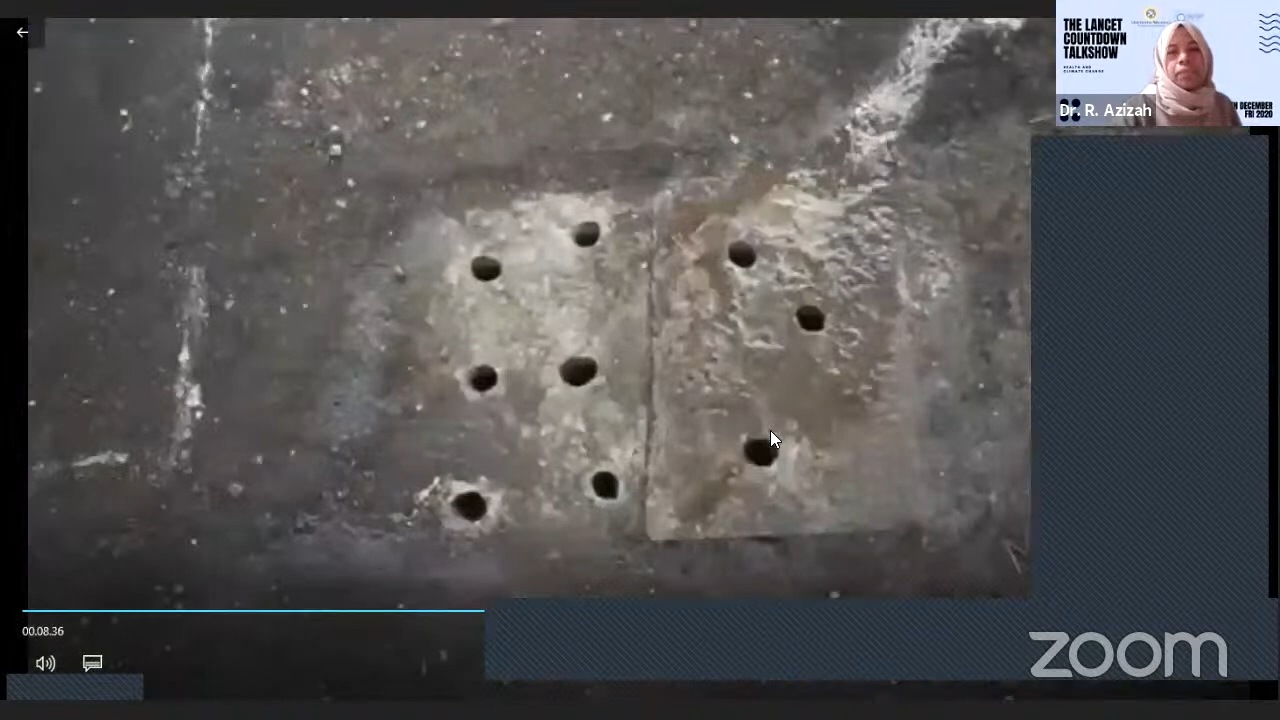 THE LANCET
COUNTDOWN
TALKSHOW
HEALTH AND
CLIMATE CHANGE
Dr. R. Azizah
DECEMBER
FRI 2020
00.08.36
zoom